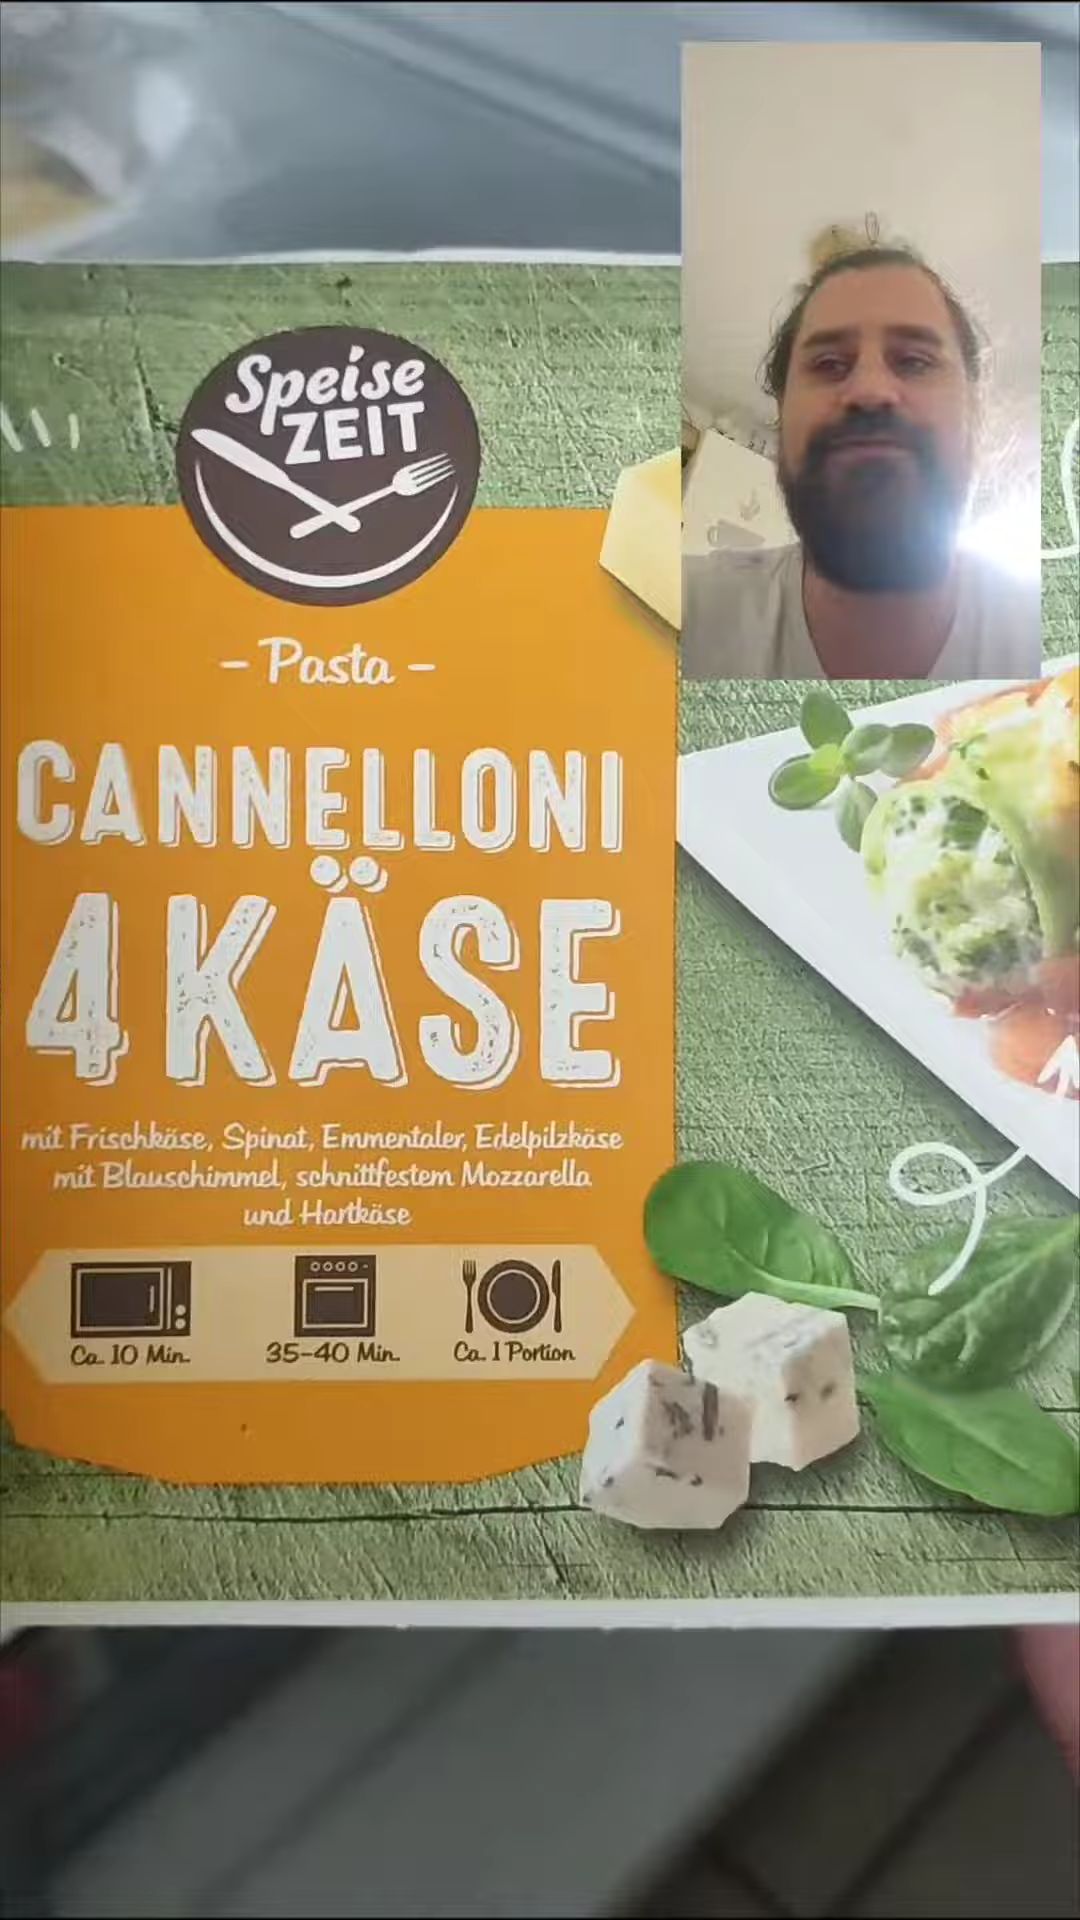 Speise
ZEIT
– Pasta –
CANNELLONI
4 KÄSE
mit Frischkäse, Spinat, Emmentaler, Edelpilzkäse
mit Blauschimmel, schnittfestem Mozzarella
und Hartkäse
Ca. 10 Min.
35–40 Min.
Ca. 1 Portion